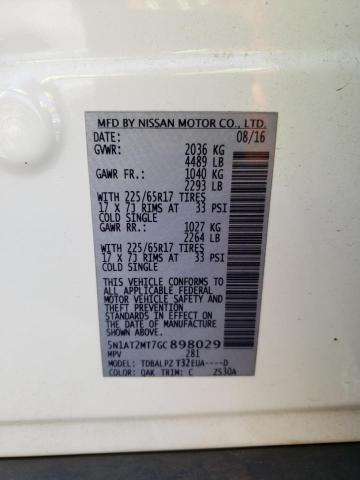 MFD BY NISSAN MOTOR CO., LTD.
DATE: 08/16
GVWR: 2036 KG
4489 LB
GAWR FR.: 1040 KG
2293 LB
WITH 225/65R17 TIRES
17 X 7J RIMS AT 33 PSI
COLD SINGLE
GAWR RR.: 1027 KG
2264 LB
WITH 225/65R17 TIRES
17 X 7J RIMS AT 33 PSI
COLD SINGLE
THIS VEHICLE CONFORMS TO
ALL APPLICABLE FEDERAL
MOTOR VEHICLE SAFETY AND
THEFT PREVENTION
STANDARDS IN EFFECT ON THE
DATE OF MANUFACTURE
SHOWN ABOVE.
5N1AT2MT7GC898029
MPV 281
MODEL: TDBALPZ T32EUA----D
COLOR: QAK TRIM: C 2S30A